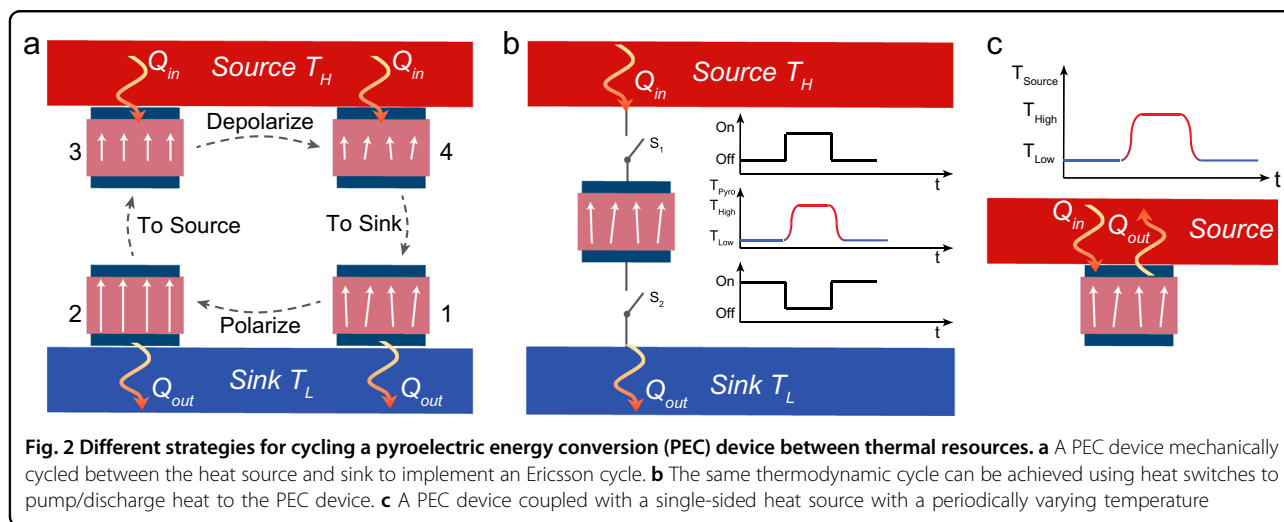 a
Q_in
Source T_H
Q_in
3
Depolarize
4
To Source
To Sink
2
Polarize
1
Q_out
Sink T_L
Q_out
b
Source T_H
Q_in
S_1
S_2
Q_out
Sink T_L
On
Off
t
T_Pyro
T_High
T_Low
t
On
Off
t
c
T_Source
T_High
T_Low
t
Q_in
Q_out
Source
Fig. 2 Different strategies for cycling a pyroelectric energy conversion (PEC) device between thermal resources. a A PEC device mechanically
cycled between the heat source and sink to implement an Ericsson cycle. b The same thermodynamic cycle can be achieved using heat switches to
pump/discharge heat to the PEC device. c A PEC device coupled with a single-sided heat source with a periodically varying temperature